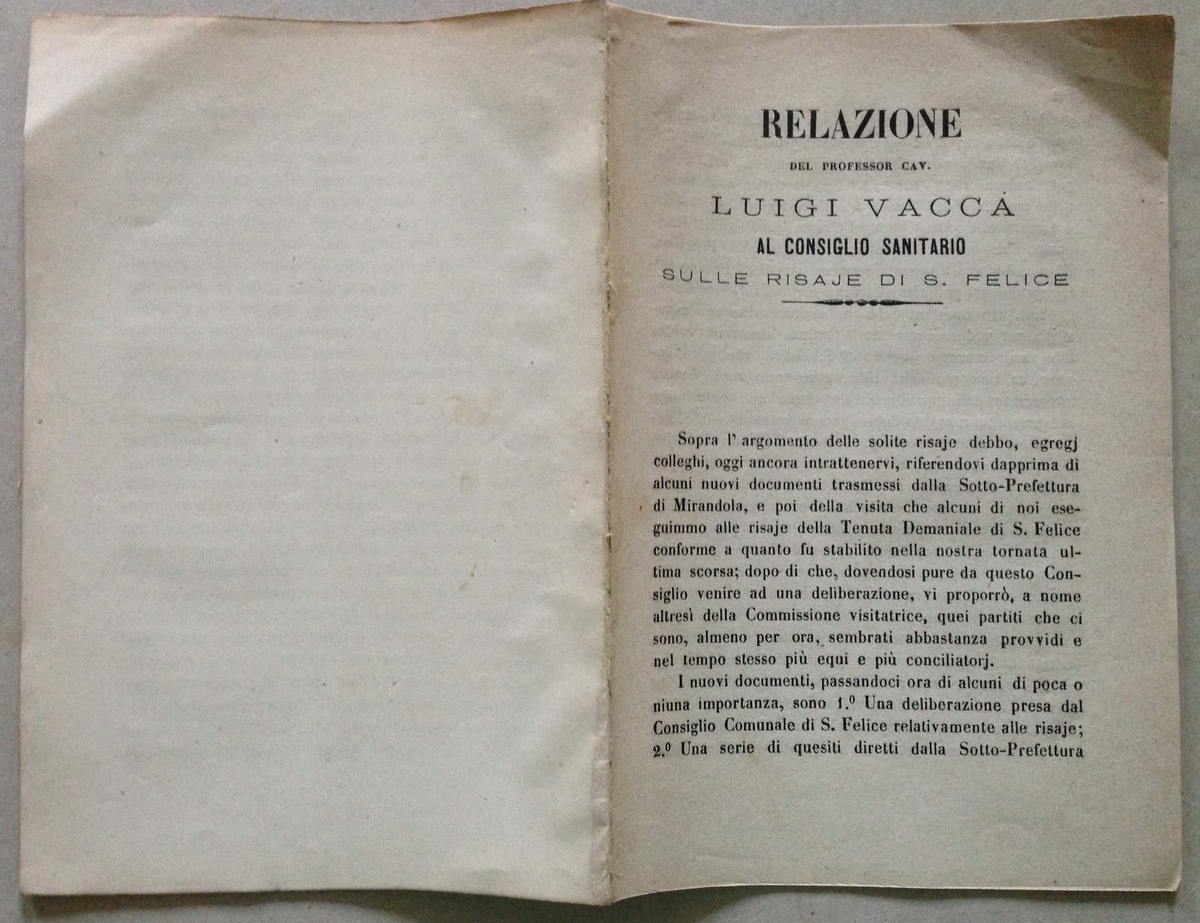 RELAZIONE
DEL PROFESSOR CAV.
LUIGI VACCÀ
AL CONSIGLIO SANITARIO
SULLE RISAJE DI S. FELICE
Sopra l' argomento delle solite risaje debbo, egregj
colleghi, oggi ancora intrattenervi, riferendovi dapprima di
alcuni nuovi documenti trasmessi dalla Sotto-Prefettura
di Mirandola, e poi della visita che alcuni di noi ese-
guimmo alle risaje della Tenuta Demaniale di S. Felice
conforme a quanto fu stabilito nella nostra tornata ul-
tima scorsa; dopo di che, dovendosi pure da questo Con-
siglio venire ad una deliberazione, vi proporrò, a nome
altresì della Commissione visitatrice, quei partiti che ci
sono, almeno per ora, sembrati abbastanza provvidi e
nel tempo stesso più equi e più conciliatorj.
I nuovi documenti, passandoci ora di alcuni di poca o
niuna importanza, sono 1.º Una deliberazione presa dal
Consiglio Comunale di S. Felice relativamente alle risaje;
2.º Una serie di quesiti diretti dalla Sotto-Prefettura